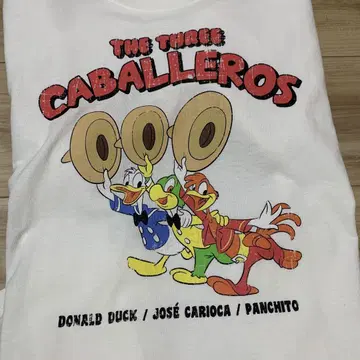 THE THREE
CABALLEROS
DONALD DUCK / JOSÉ CARIOCA / PANCHITO